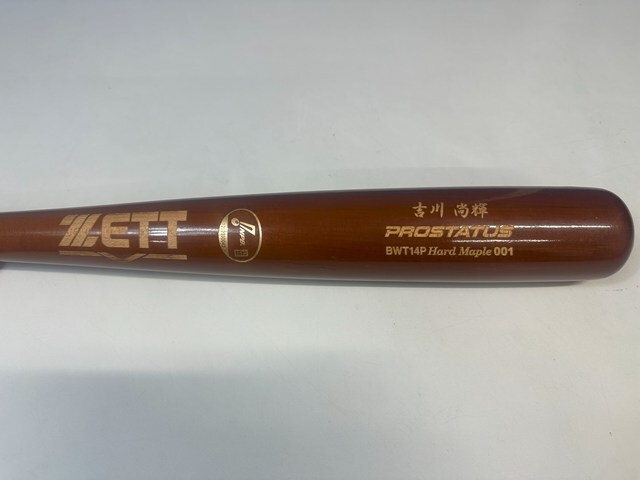 ZETT
吉川 尚輝
PROSTATUS
BWT14P Hard Maple 001